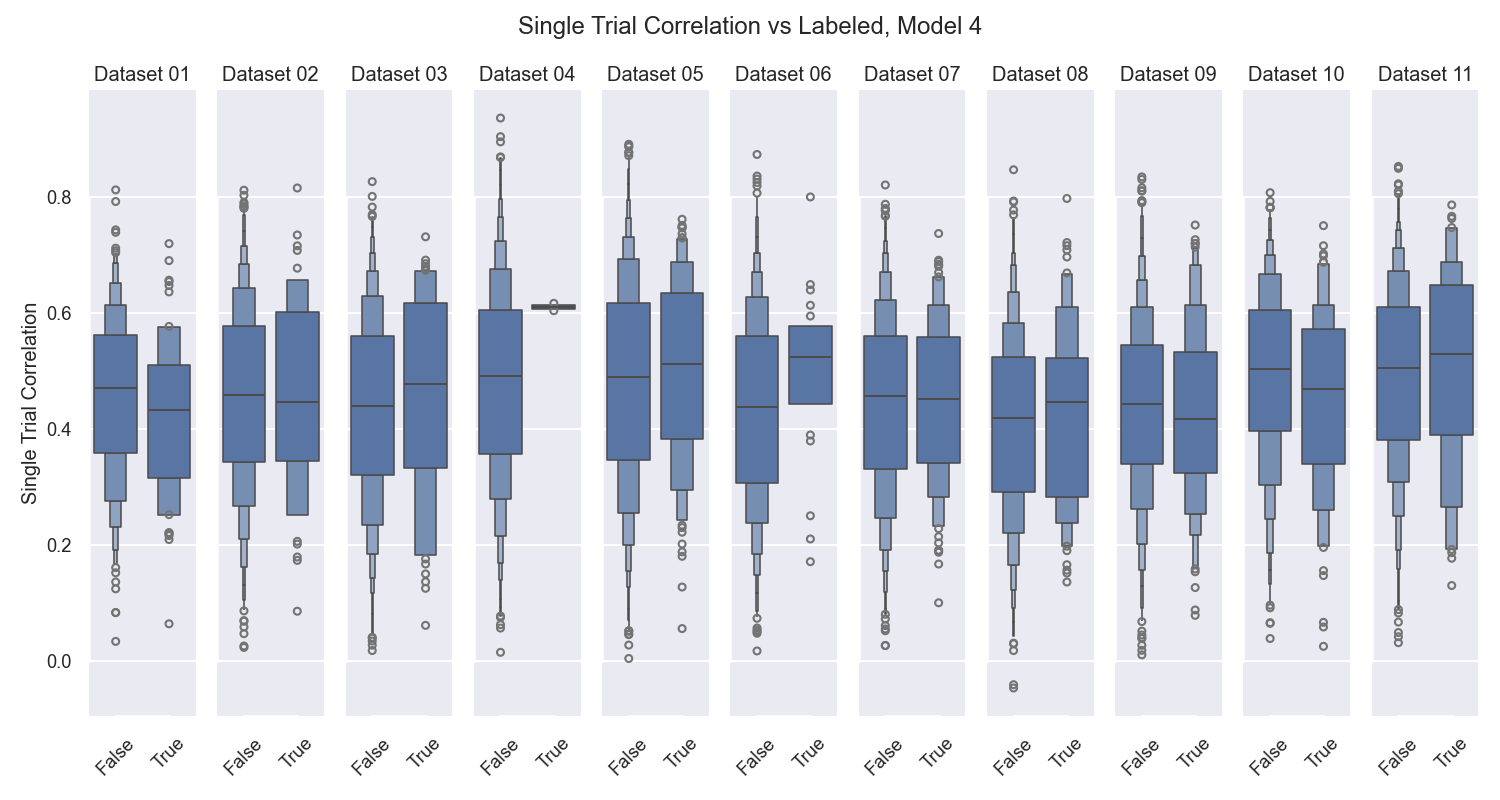 Single Trial Correlation vs Labeled, Model 4
Dataset 01
Dataset 02
Dataset 03
Dataset 04
Dataset 05
Dataset 06
Dataset 07
Dataset 08
Dataset 09
Dataset 10
Dataset 11
Single Trial Correlation
0.8
0.6
0.4
0.2
0.0
False
True
False
True
False
True
False
True
False
True
False
True
False
True
False
True
False
True
False
True
False
True